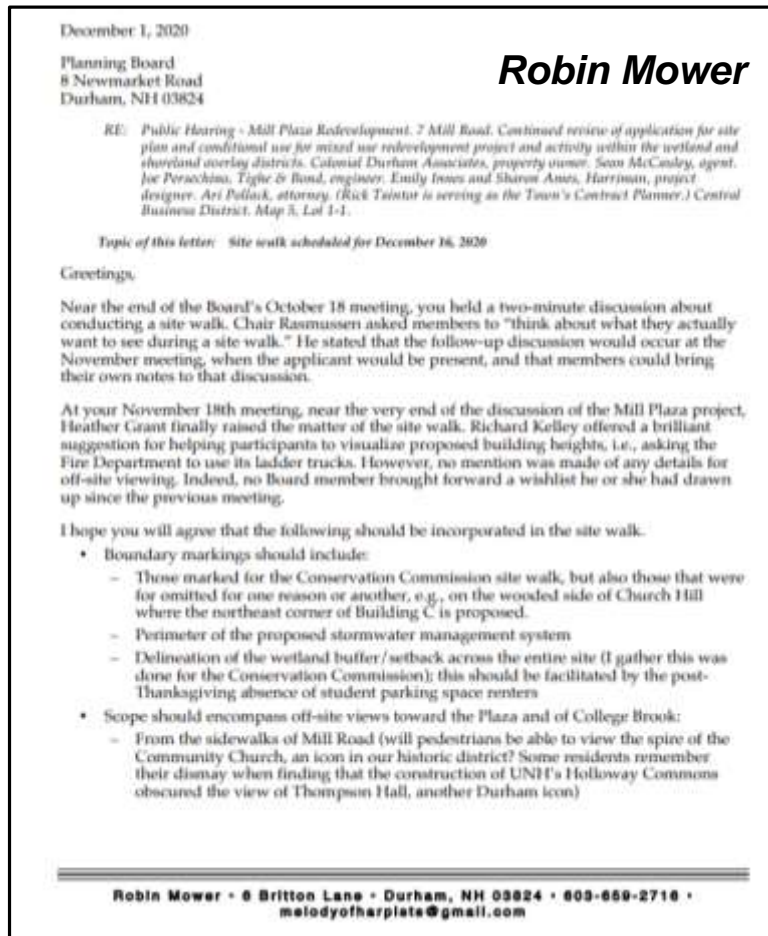 December 1, 2020
Planning Board
8 Newmarket Road
Durham, NH 03824
Robin Mower
RE: Public Hearing - Mill Plaza Redevelopment. 7 Mill Road. Continued review of application for site
plan and conditional use for mixed use redevelopment project and activity within the wetland and
shoreland overlay districts. Colonial Durham Associates, property owner. Sean McCauley, agent.
Joe Persechino, Tighe & Bond, engineer. Emily Innes and Sharon Ames, Harriman, project
designer. Ari Pollack, attorney. (Rick Taintor is serving as the Town's Contract Planner.) Central
Business District. Map 5, Lot 1-1.
Topic of this letter: Site walk scheduled for December 16, 2020
Greetings,
Near the end of the Board's October 18 meeting, you held a two-minute discussion about
conducting a site walk. Chair Rasmussen asked members to "think about what they actually
want to see during a site walk." He stated that the follow-up discussion would occur at the
November meeting, when the applicant would be present, and that members could bring
their own notes to that discussion.
At your November 18th meeting, near the very end of the discussion of the Mill Plaza project,
Heather Grant finally raised the matter of the site walk. Richard Kelley offered a brilliant
suggestion for helping participants to visualize proposed building heights, i.e., asking the
Fire Department to use its ladder trucks. However, no mention was made of any details for
off-site viewing. Indeed, no Board member brought forward a wishlist he or she had drawn
up since the previous meeting.
I hope you will agree that the following should be incorporated in the site walk.
• Boundary markings should include:
– Those marked for the Conservation Commission site walk, but also those that were
for omitted for one reason or another, e.g., on the wooded side of Church Hill
where the northeast corner of Building C is proposed.
– Perimeter of the proposed stormwater management system
– Delineation of the wetland buffer/setback across the entire site (I gather this was
done for the Conservation Commission); this should be facilitated by the post-
Thanksgiving absence of student parking space renters
• Scope should encompass off-site views toward the Plaza and of College Brook:
– From the sidewalks of Mill Road (will pedestrians be able to view the spire of the
Community Church, an icon in our historic district? Some residents remember
their dismay when finding that the construction of UNH's Holloway Commons
obscured the view of Thompson Hall, another Durham icon)
Robin Mower • 6 Britton Lane • Durham, NH 03824 • 603-659-2716 •
melodyofharplets@gmail.com